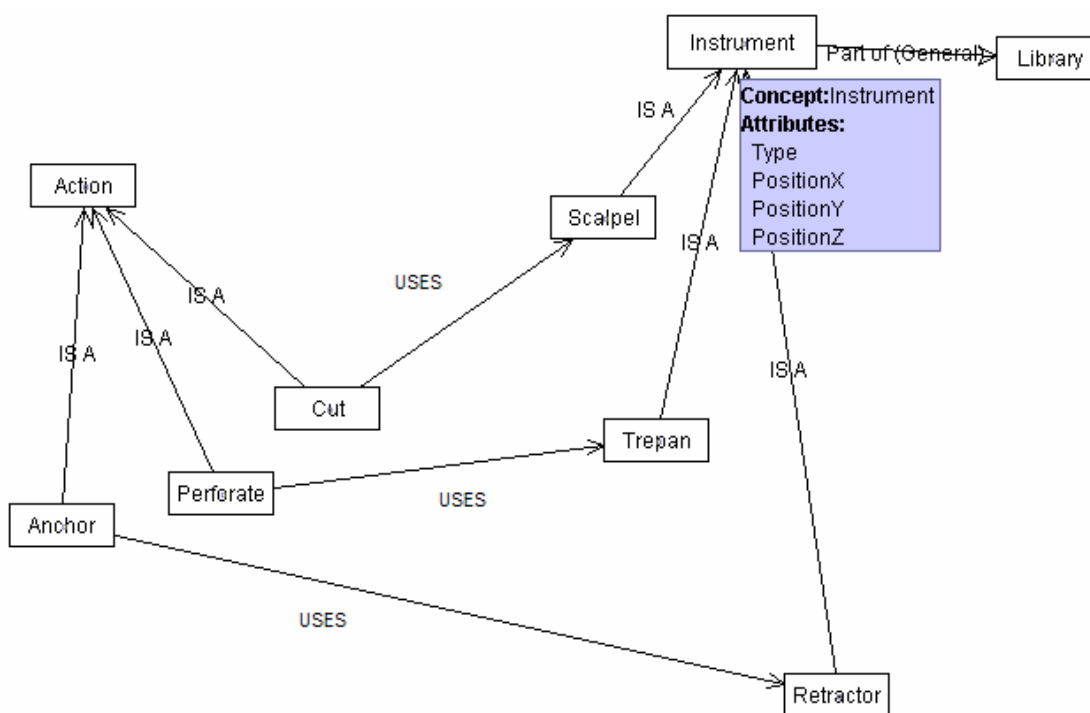 Instrument
Part of (General)
Library
Concept:Instrument
Attributes:
Type
PositionX
PositionY
PositionZ
IS A
Action
Scalpel
IS A
USES
IS A
IS A
IS A
IS A
Cut
Trepan
Perforate
USES
Anchor
USES
Retractor